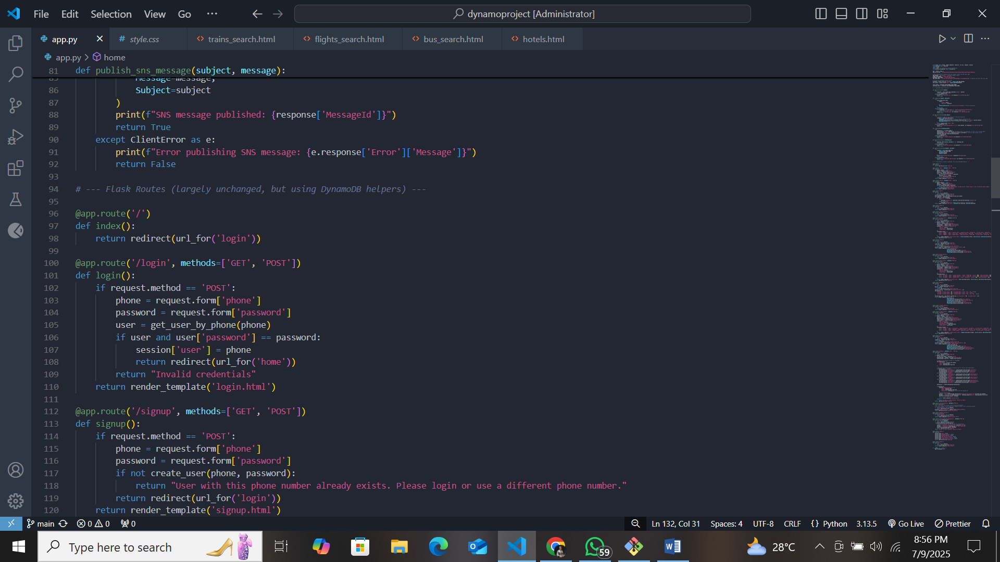 File Edit Selection View Go ··· dynamoproject [Administrator]
app.py # style.css <> trains_search.html <> flights_search.html <> bus_search.html <> hotels.html
app.py > home
81 def publish_sns_message(subject, message):
Message=message,
86 Subject=subject
87 )
88 print(f"SNS message published: {response['MessageId']}")
89 return True
90 except ClientError as e:
91 print(f"Error publishing SNS message: {e.response['Error']['Message']}")
92 return False
93
94 # --- Flask Routes (largely unchanged, but using DynamoDB helpers) ---
95
96 @app.route('/')
97 def index():
98 return redirect(url_for('login'))
99
100 @app.route('/login', methods=['GET', 'POST'])
101 def login():
102 if request.method == 'POST':
103 phone = request.form['phone']
104 password = request.form['password']
105 user = get_user_by_phone(phone)
106 if user and user['password'] == password:
107 session['user'] = phone
108 return redirect(url_for('home'))
109 return "Invalid credentials"
110 return render_template('login.html')
111
112 @app.route('/signup', methods=['GET', 'POST'])
113 def signup():
114 if request.method == 'POST':
115 phone = request.form['phone']
116 password = request.form['password']
117 if not create_user(phone, password):
118 return "User with this phone number already exists. Please login or use a different phone number."
119 return redirect(url_for('login'))
120 return render_template('signup.html')
main 0 0 0 Ln 132, Col 31 Spaces: 4 UTF-8 CRLF {} Python 3.13.5 Go Live Prettier
Type here to search 59 28°C 8:56 PM
7/9/2025